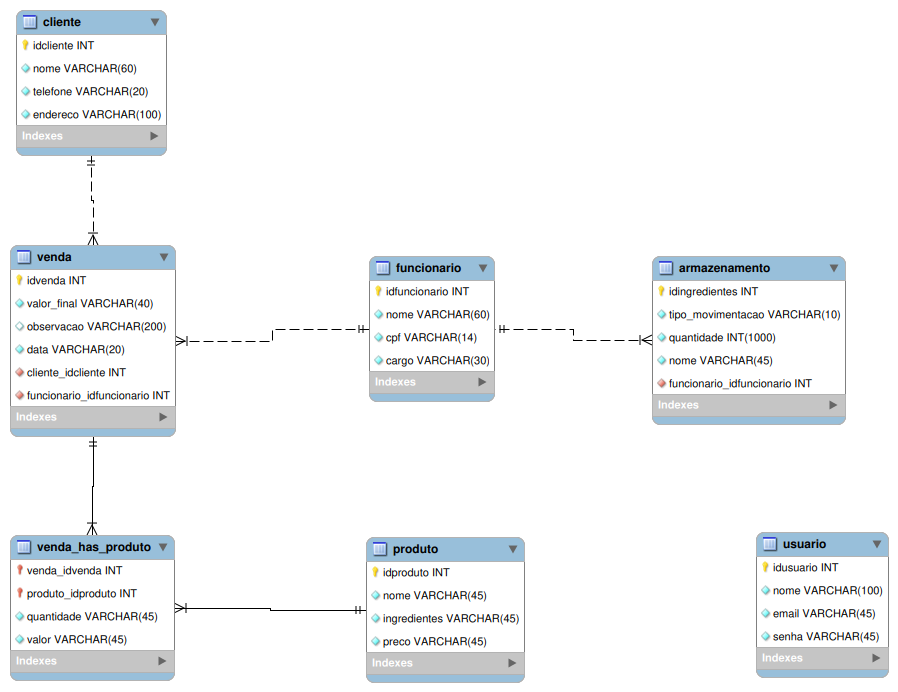 cliente
idcliente INT
nome VARCHAR(60)
telefone VARCHAR(20)
endereco VARCHAR(100)
Indexes
venda
idvenda INT
valor_final VARCHAR(40)
observacao VARCHAR(200)
data VARCHAR(20)
cliente_idcliente INT
funcionario_idfuncionario INT
Indexes
funcionario
idfuncionario INT
nome VARCHAR(60)
cpf VARCHAR(14)
cargo VARCHAR(30)
Indexes
armazenamento
idingredientes INT
tipo_movimentacao VARCHAR(10)
quantidade INT(1000)
nome VARCHAR(45)
funcionario_idfuncionario INT
Indexes
venda_has_produto
venda_idvenda INT
produto_idproduto INT
quantidade VARCHAR(45)
valor VARCHAR(45)
Indexes
produto
idproduto INT
nome VARCHAR(45)
ingredientes VARCHAR(45)
preco VARCHAR(45)
Indexes
usuario
idusuario INT
nome VARCHAR(100)
email VARCHAR(45)
senha VARCHAR(45)
Indexes